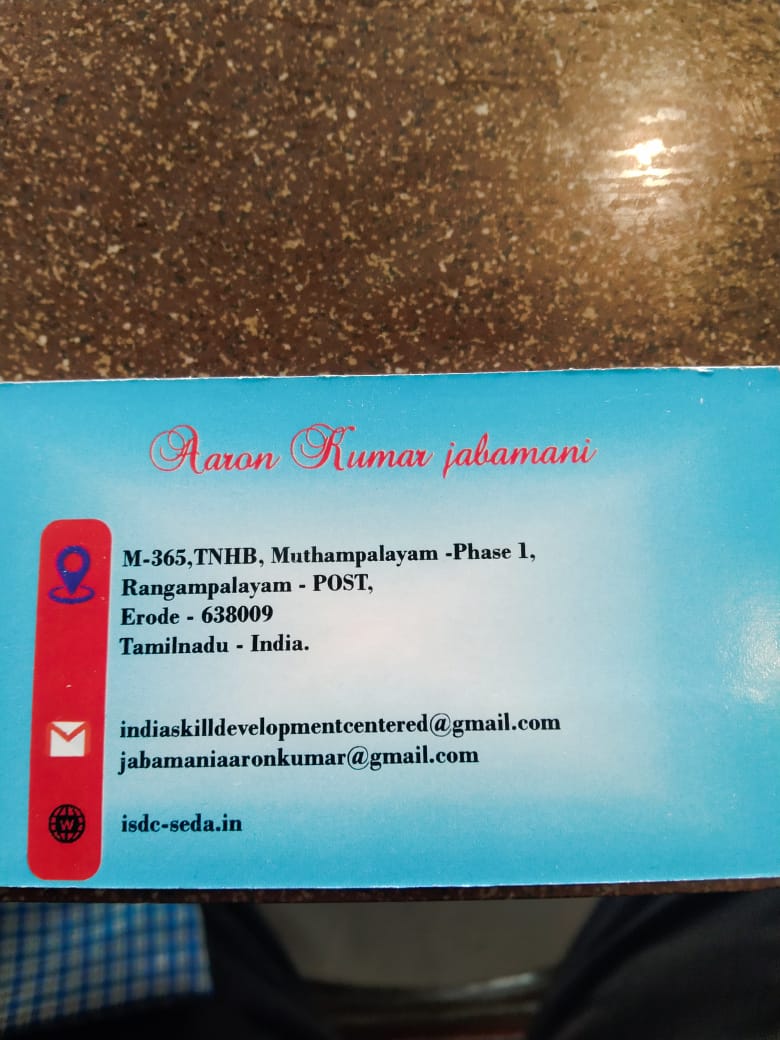 Aaron Kumar jabamani
M-365,TNHB, Muthampalayam -Phase 1,
Rangampalayam - POST,
Erode - 638009
Tamilnadu - India.
indiaskilldevelopmentcentered@gmail.com
jabamaniaaronkumar@gmail.com
W
isdc-seda.in